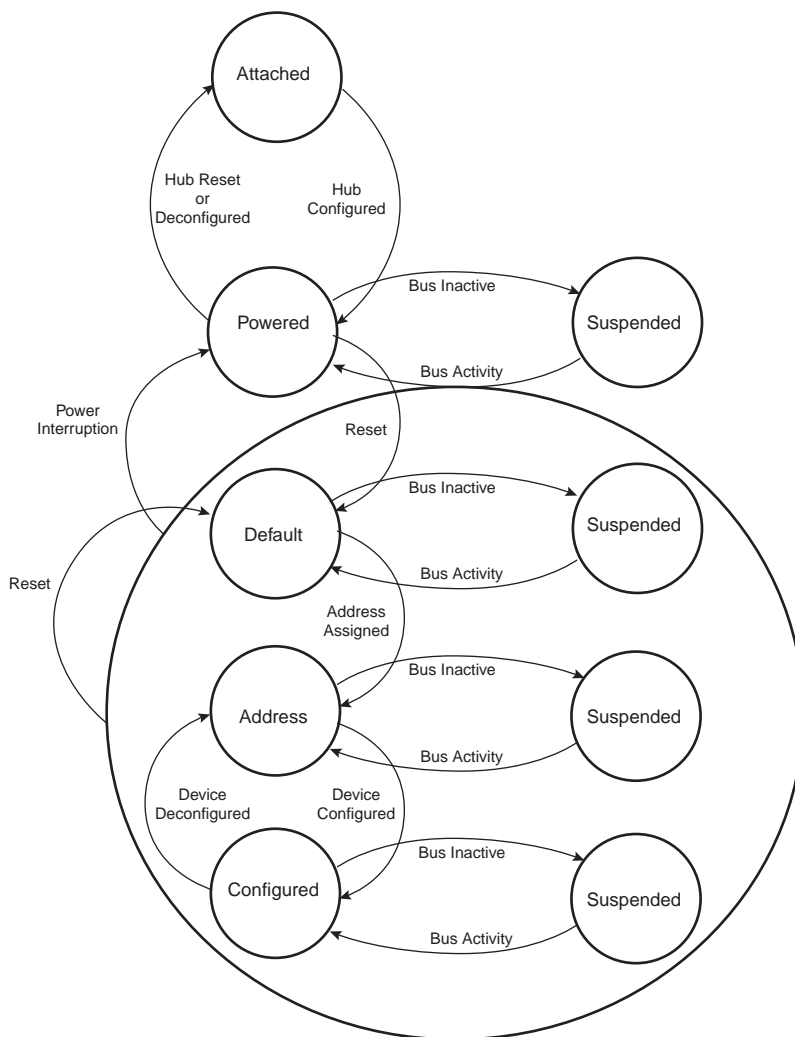 Attached
Hub Reset
or
Deconfigured
Hub
Configured
Powered
Bus Inactive
Suspended
Bus Activity
Power
Interruption
Reset
Default
Bus Inactive
Suspended
Bus Activity
Reset
Address
Assigned
Address
Bus Inactive
Suspended
Bus Activity
Device
Deconfigured
Device
Configured
Configured
Bus Inactive
Suspended
Bus Activity